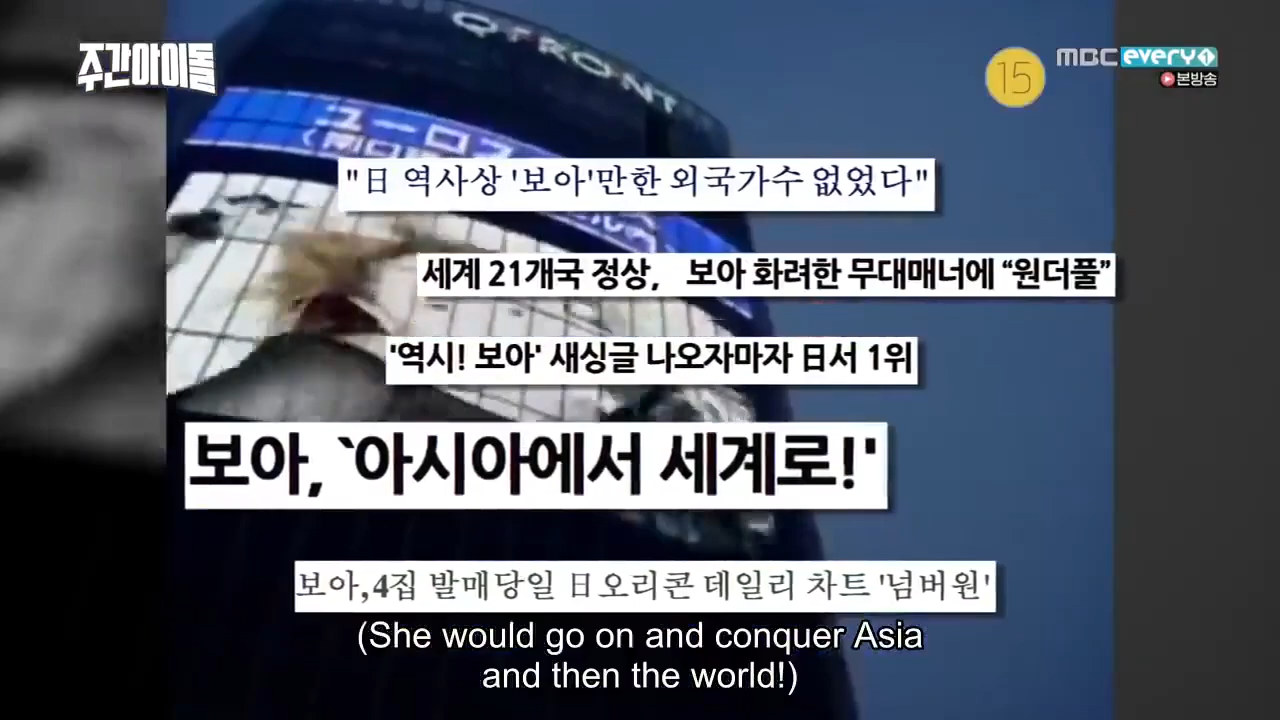 주간아이돌
15
MBC every1
본방송
Q FRONT
ユーロス
"日 역사상 '보아'만한 외국가수 없었다"
세계 21개국 정상, 보아 화려한 무대매너에 “원더풀”
'역시! 보아' 새싱글 나오자마자 日서 1위
보아, `아시아에서 세계로!'
보아,4집 발매당일 日오리콘 데일리 차트 '넘버원'
(She would go on and conquer Asia
and then the world!)